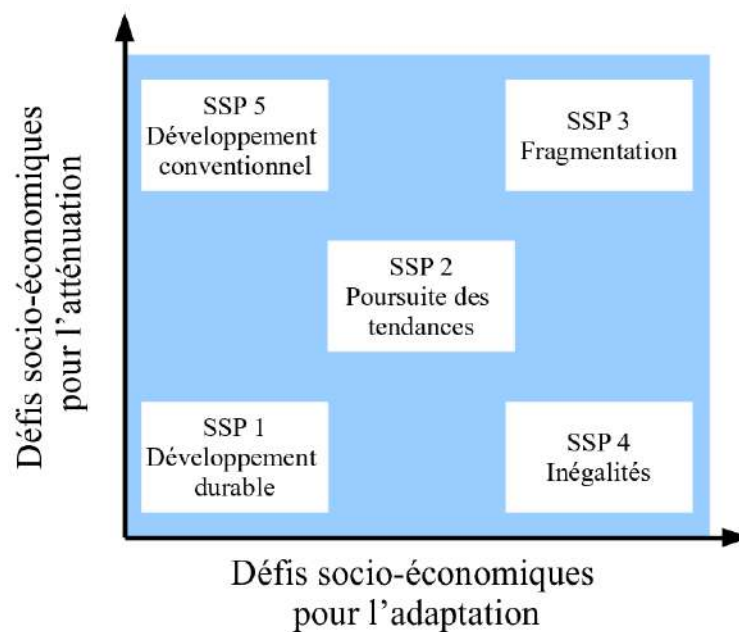 Défis socio-économiques
pour l’atténuation
SSP 5
Développement
conventionnel
SSP 3
Fragmentation
SSP 2
Poursuite des
tendances
SSP 1
Développement
durable
SSP 4
Inégalités
Défis socio-économiques
pour l’adaptation